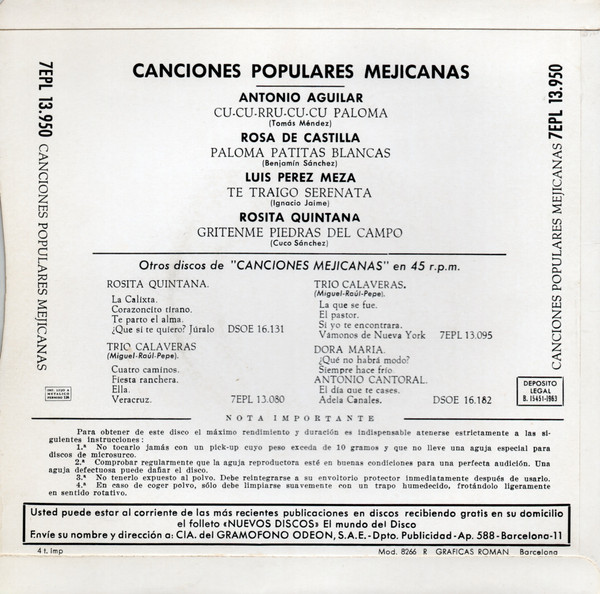 7EPL 13.950 CANCIONES POPULARES MEJICANAS
CANCIONES POPULARES MEJICANAS
ANTONIO AGUILAR
CU-CU-RRU-CU-CU PALOMA
(Tomás Méndez)
ROSA DE CASTILLA
PALOMA PATITAS BLANCAS
(Benjamin Sánchez)
LUIS PEREZ MEZA
TE TRAIGO SERENATA
(Ignacio Jaime)
ROSITA QUINTANA
GRITENME PIEDRAS DEL CAMPO
(Cuco Sánchez)
CANCIONES POPULARES MEJICANAS 7EPL 13.950
Otros discos de "CANCIONES MEJICANAS" en 45 r.p.m.
ROSITA QUINTANA.
La Calixta.
Corazoncito tirano.
Te parto el alma.
¿Que si te quiero? Júralo DSOE 16.131
TRIO CALAVERAS
(Miguel-Raúl-Pepe).
Cuatro caminos.
Fiesta ranchera.
Ella.
Veracruz. 7EPL 13.080
TRIO CALAVERAS.
(Miguel-Raúl-Pepe).
La que se fue.
El pastor.
Si yo te encontrara.
Vamonos de Nueva York 7EPL 13.095
DORA MARIA.
¿Qué no habrá modo?
Siempre hace frío.
ANTONIO CANTORAL.
El día que te cases.
Adela Canales. DSOE 16.182
DEPOSITO
LEGAL
B. 15451-1963
NOTA IMPORTANTE
Para obtener de este disco el máximo rendimiento y duración es indispensable atenerse estrictamente a las si-
guientes instrucciones:
1.ª No tocarlo jamás con un pick-up cuyo peso exceda de 10 gramos y que no lleve una aguja especial para
discos de microsurco.
2.ª Comprobar regularmente que la aguja reproductora esté en buenas condiciones para una perfecta audición. Una
aguja defectuosa puede dañar el disco.
3.ª No tenerlo expuesto al polvo. Debe reintegrarse a su envoltorio protector inmediatamente después de usarlo.
4.ª En caso de coger polvo, sólo debe limpiarse suavemente con un trapo humedecido, frotándolo ligeramente
en sentido rotativo.
Usted puede estar al corriente de las más recientes publicaciones en discos recibiendo gratis en su domicilio
el folleto «NUEVOS DISCOS» El mundo del Disco
Envíe su nombre y dirección a: CIA. del GRAMOFONO ODEON, S.A.E.-Dpto. Publicidad-Ap. 588-Barcelona-11
4 t. Imp Mod. 8266 R GRAFICAS ROMAN Barcelona